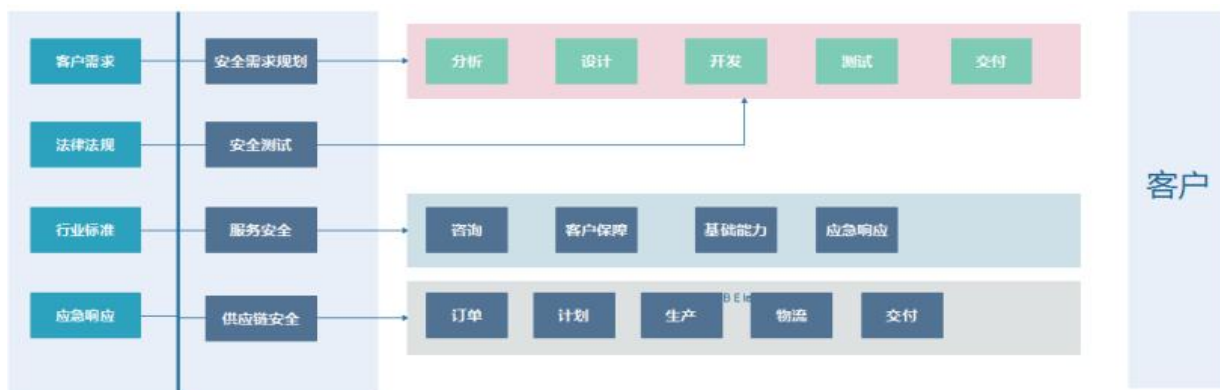 客户需求
安全需求规划
分析
设计
开发
测试
交付
法律法规
安全测试
客户
行业标准
服务安全
咨询
客户保障
基础能力
应急响应
B E le
应急响应
供应链安全
订单
计划
生产
物流
交付